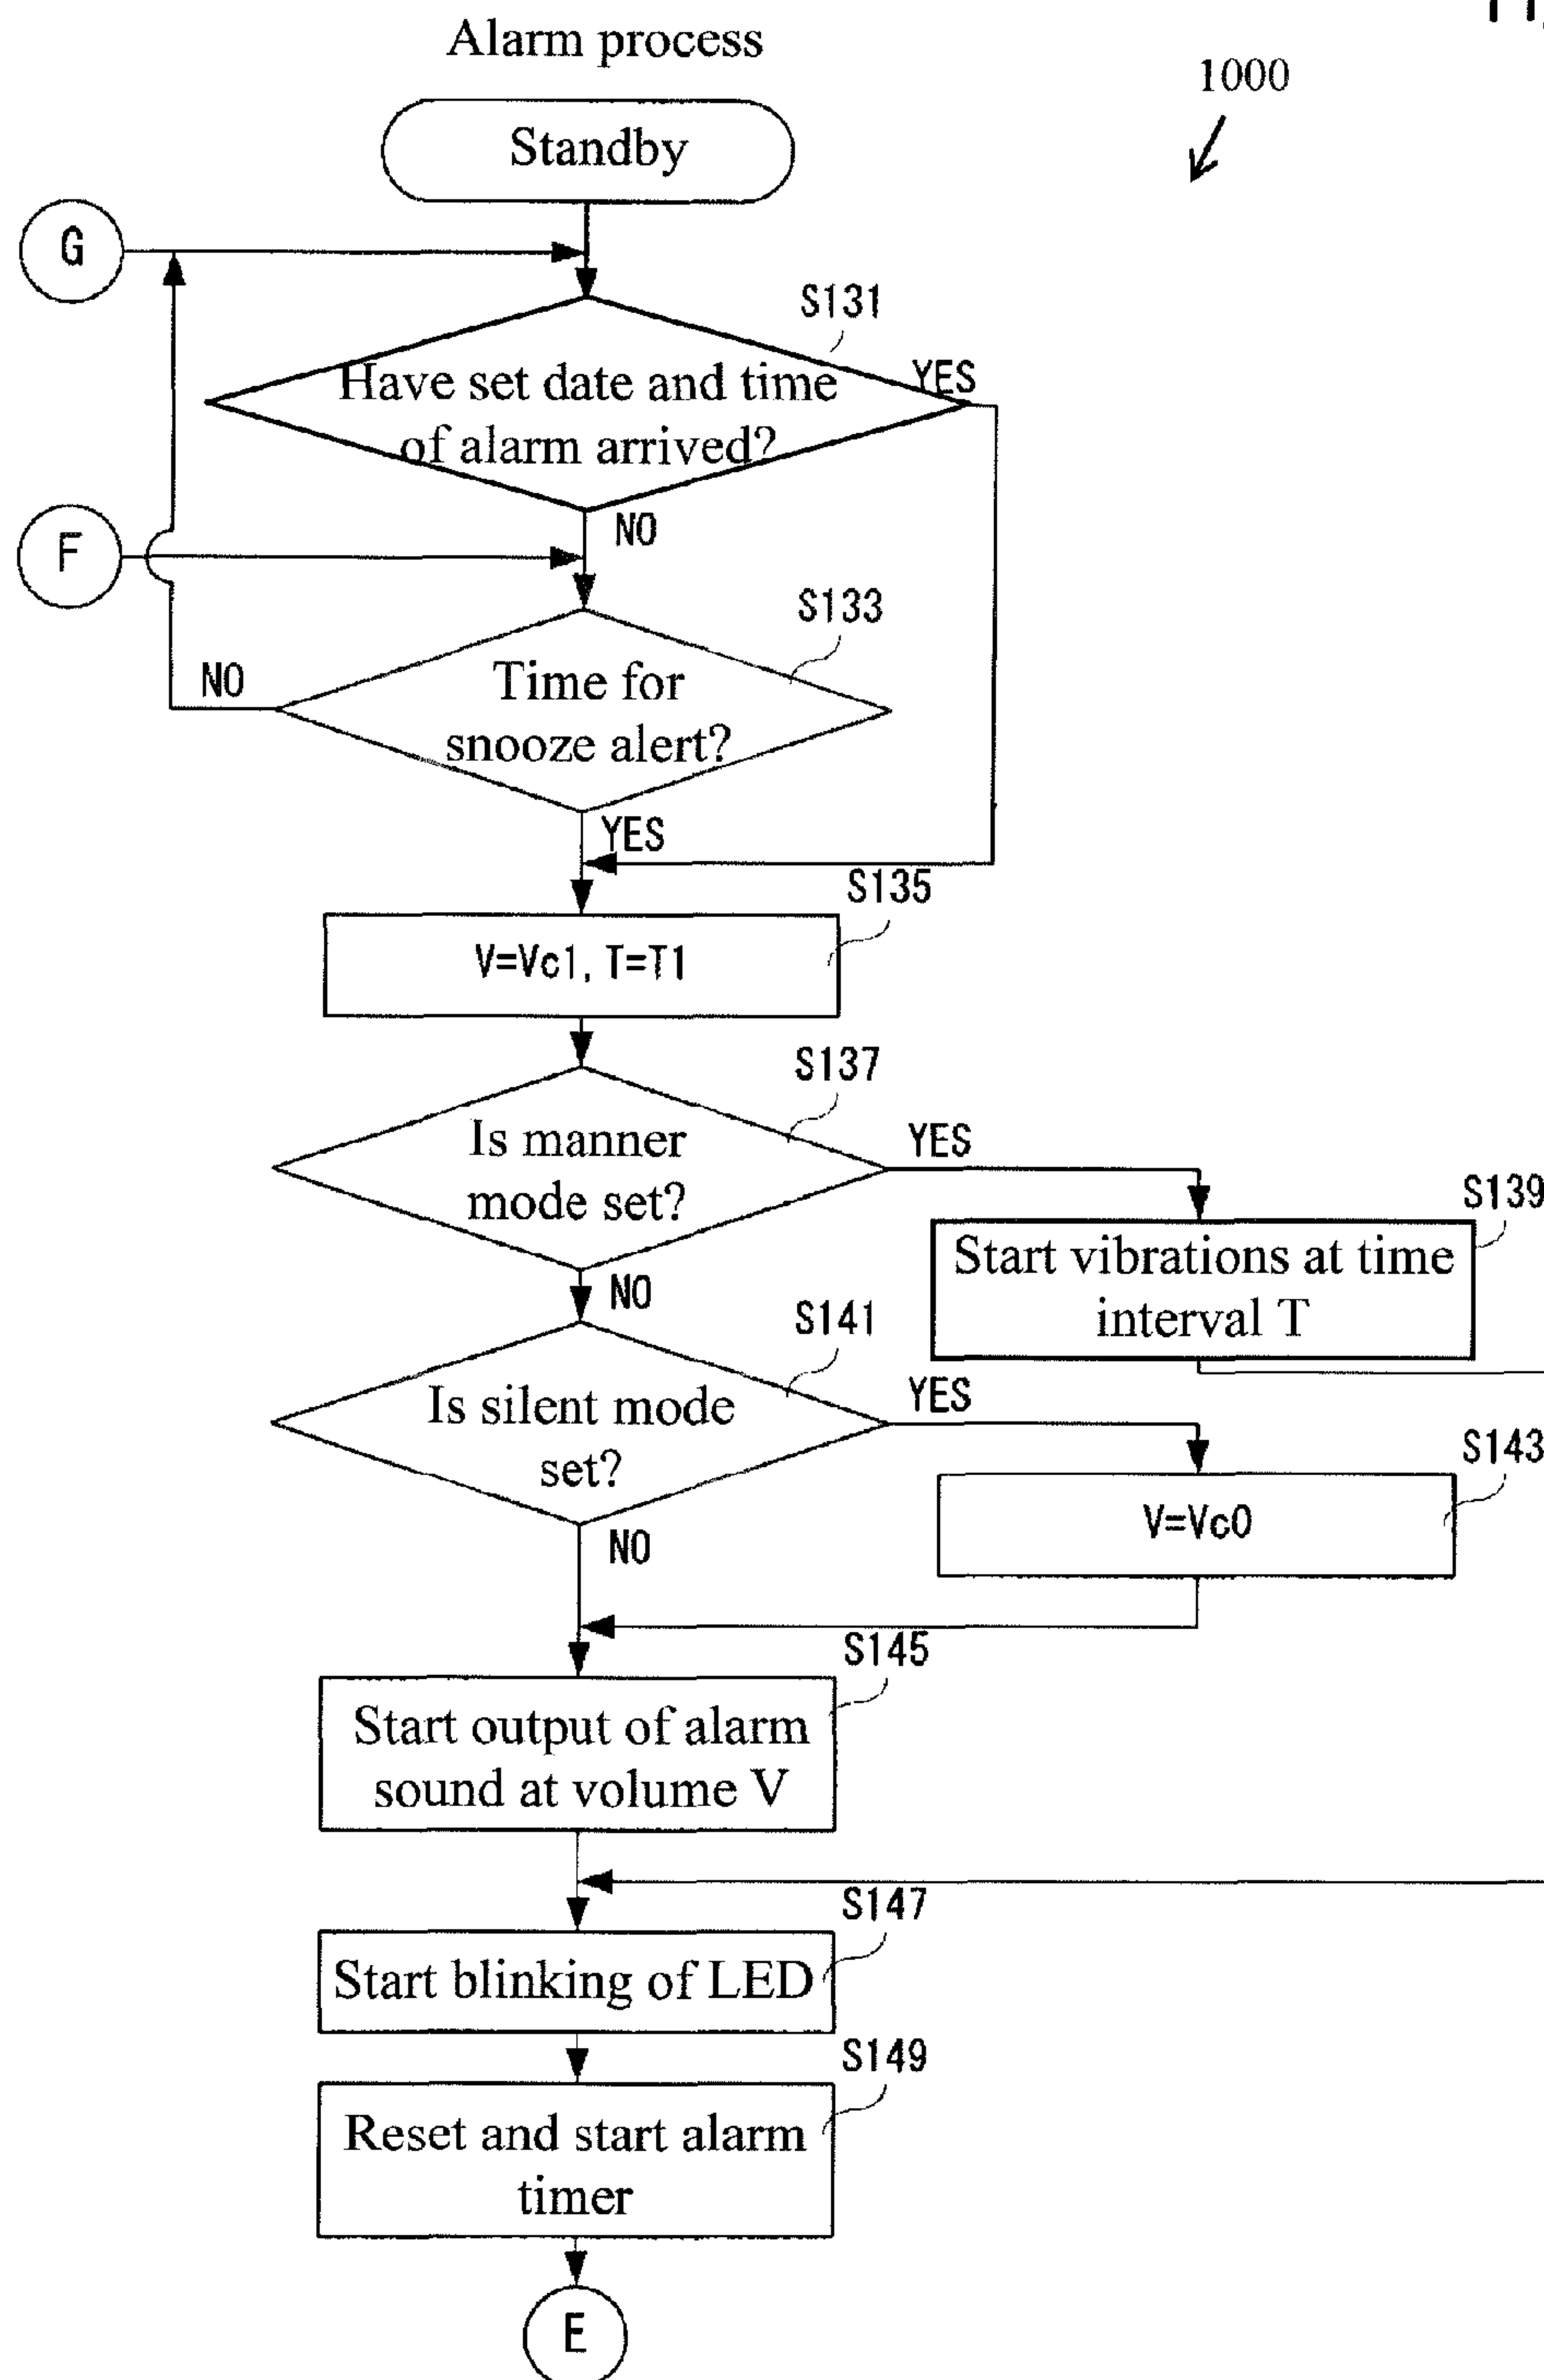 Alarm process
1000
Standby
G
S131
YES
Have set date and time
of alarm arrived?
NO
F
S133
NO
Time for
snooze alert?
YES
S135
V=Vc1, T=T1
S137
Is manner
mode set?
YES
S139
Start vibrations at time
interval T
NO
S141
Is silent mode
set?
YES
S143
V=Vc0
NO
S145
Start output of alarm
sound at volume V
S147
Start blinking of LED
S149
Reset and start alarm
timer
E